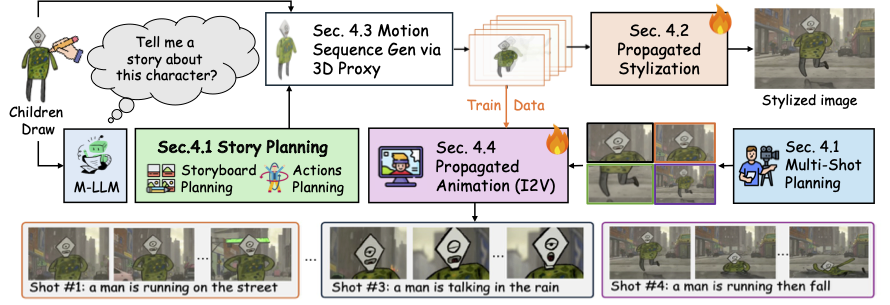 Tell me a
story about
this character?
Children
Draw
M-LLM
Sec. 4.3 Motion
Sequence Gen via
3D Proxy
Sec. 4.2
Propagated
Stylization
Stylized image
Train Data
Sec.4.1 Story Planning
Storyboard
Planning
Actions
Planning
Sec. 4.4
Propagated
Animation (I2V)
Sec. 4.1
Multi-Shot
Planning
...
...
...
...
...
Shot #1: a man is running on the street
Shot #3: a man is talking in the rain
Shot #4: a man is running then fall